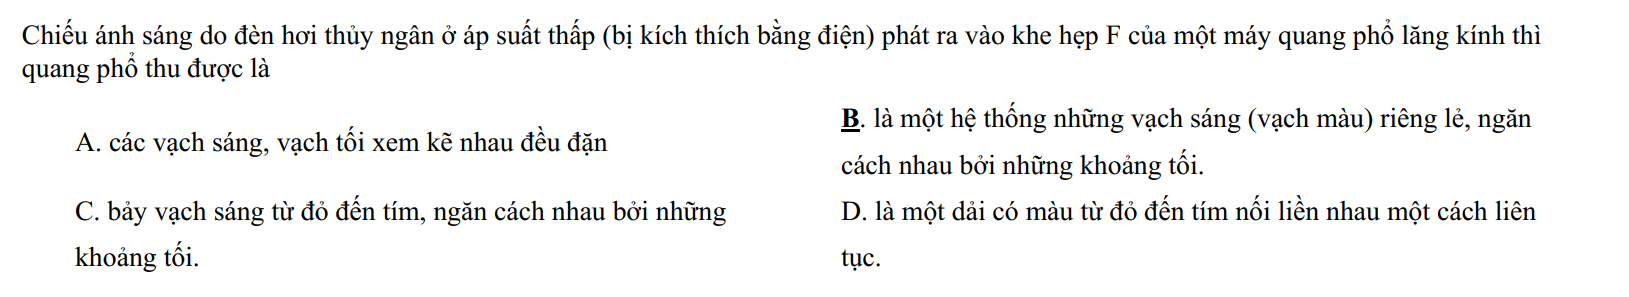 Chiếu ánh sáng do đèn hơi thủy ngân ở áp suất thấp (bị kích thích bằng điện) phát ra vào khe hẹp F của một máy quang phổ lăng kính thì
quang phổ thu được là
A. các vạch sáng, vạch tối xem kẽ nhau đều đặn
B. là một hệ thống những vạch sáng (vạch màu) riêng lẻ, ngăn
cách nhau bởi những khoảng tối.
C. bảy vạch sáng từ đỏ đến tím, ngăn cách nhau bởi những
khoảng tối.
D. là một dải có màu từ đỏ đến tím nối liền nhau một cách liên
tục.